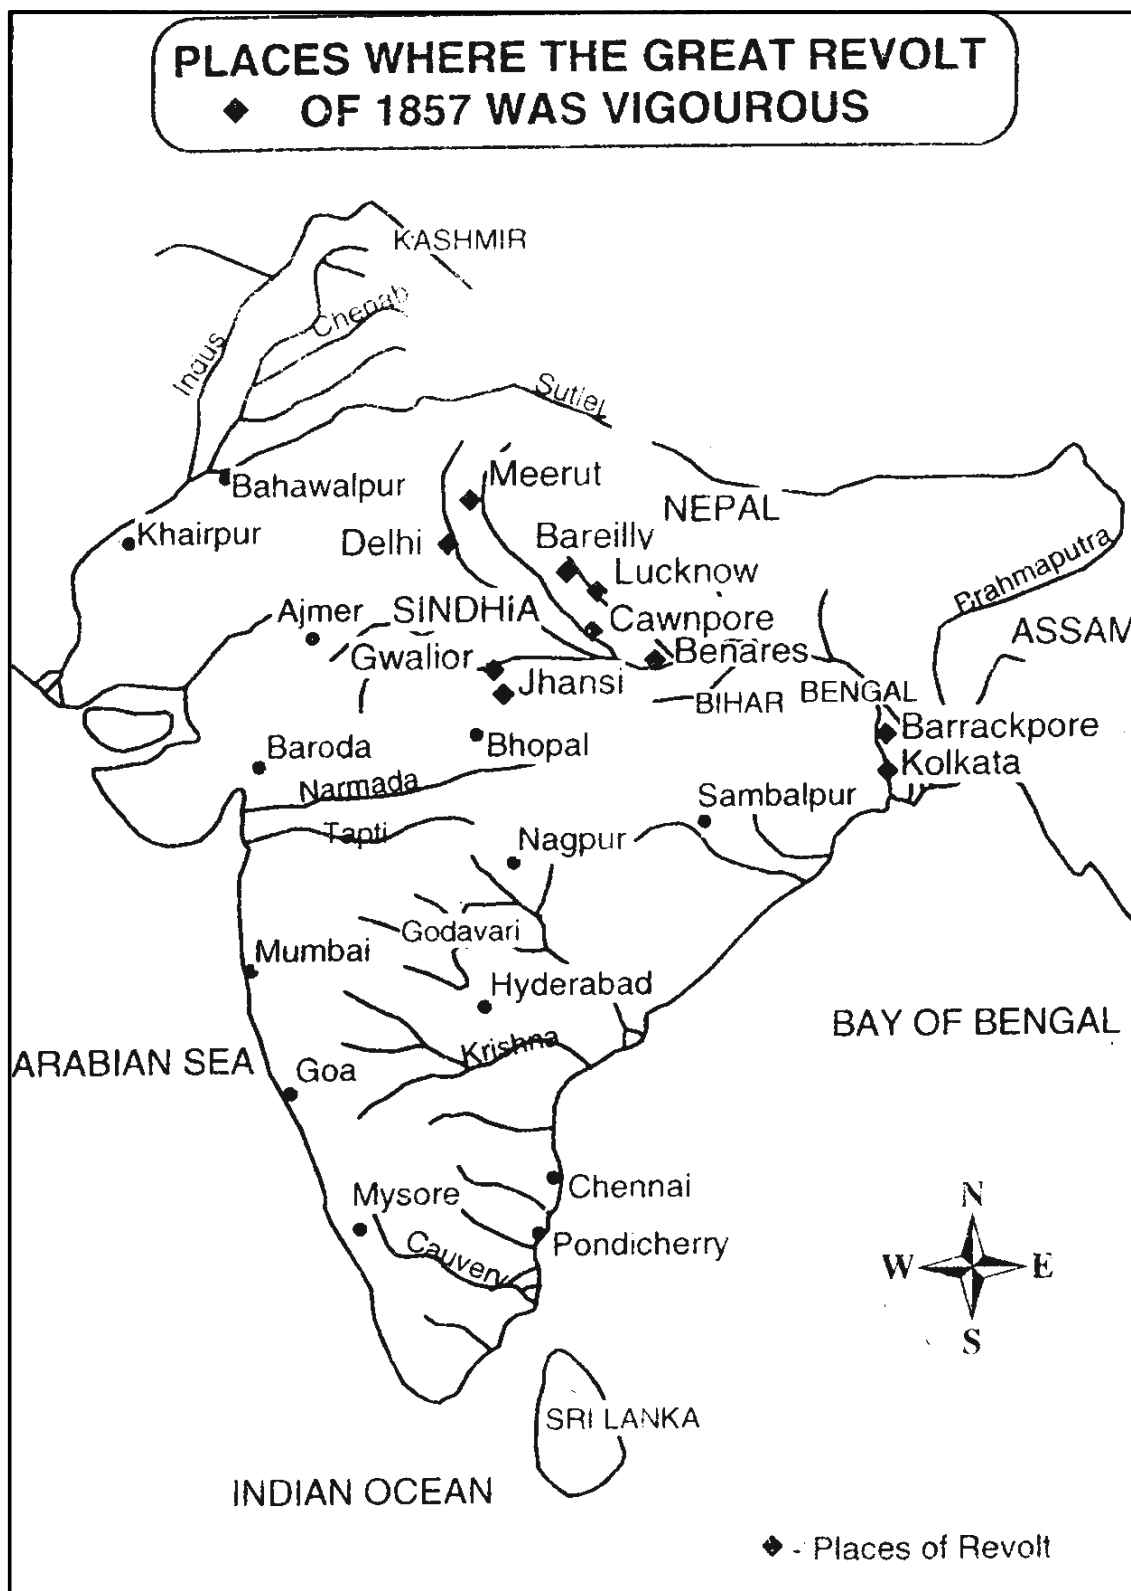 PLACES WHERE THE GREAT REVOLT
◆ OF 1857 WAS VIGOUROUS
KASHMIR
Chenab
Indus
Sutlej
Meerut
Bahawalpur
NEPAL
Khairpur
Delhi
Bareilly
Brahmaputra
Lucknow
Ajmer
SINDHiA
Cawnpore
ASSAM
Gwalior
Benares
Jhansi
BIHAR
BENGAL
Barrackpore
Baroda
Bhopal
Kolkata
Narmada
Sambalpur
Tapti
Nagpur
Godavari
Mumbai
Hyderabad
BAY OF BENGAL
Krishna
ARABIAN SEA
Goa
Chennai
Mysore
N
Cauvery
Pondicherry
W
E
S
SRI LANKA
INDIAN OCEAN
◆ - Places of Revolt